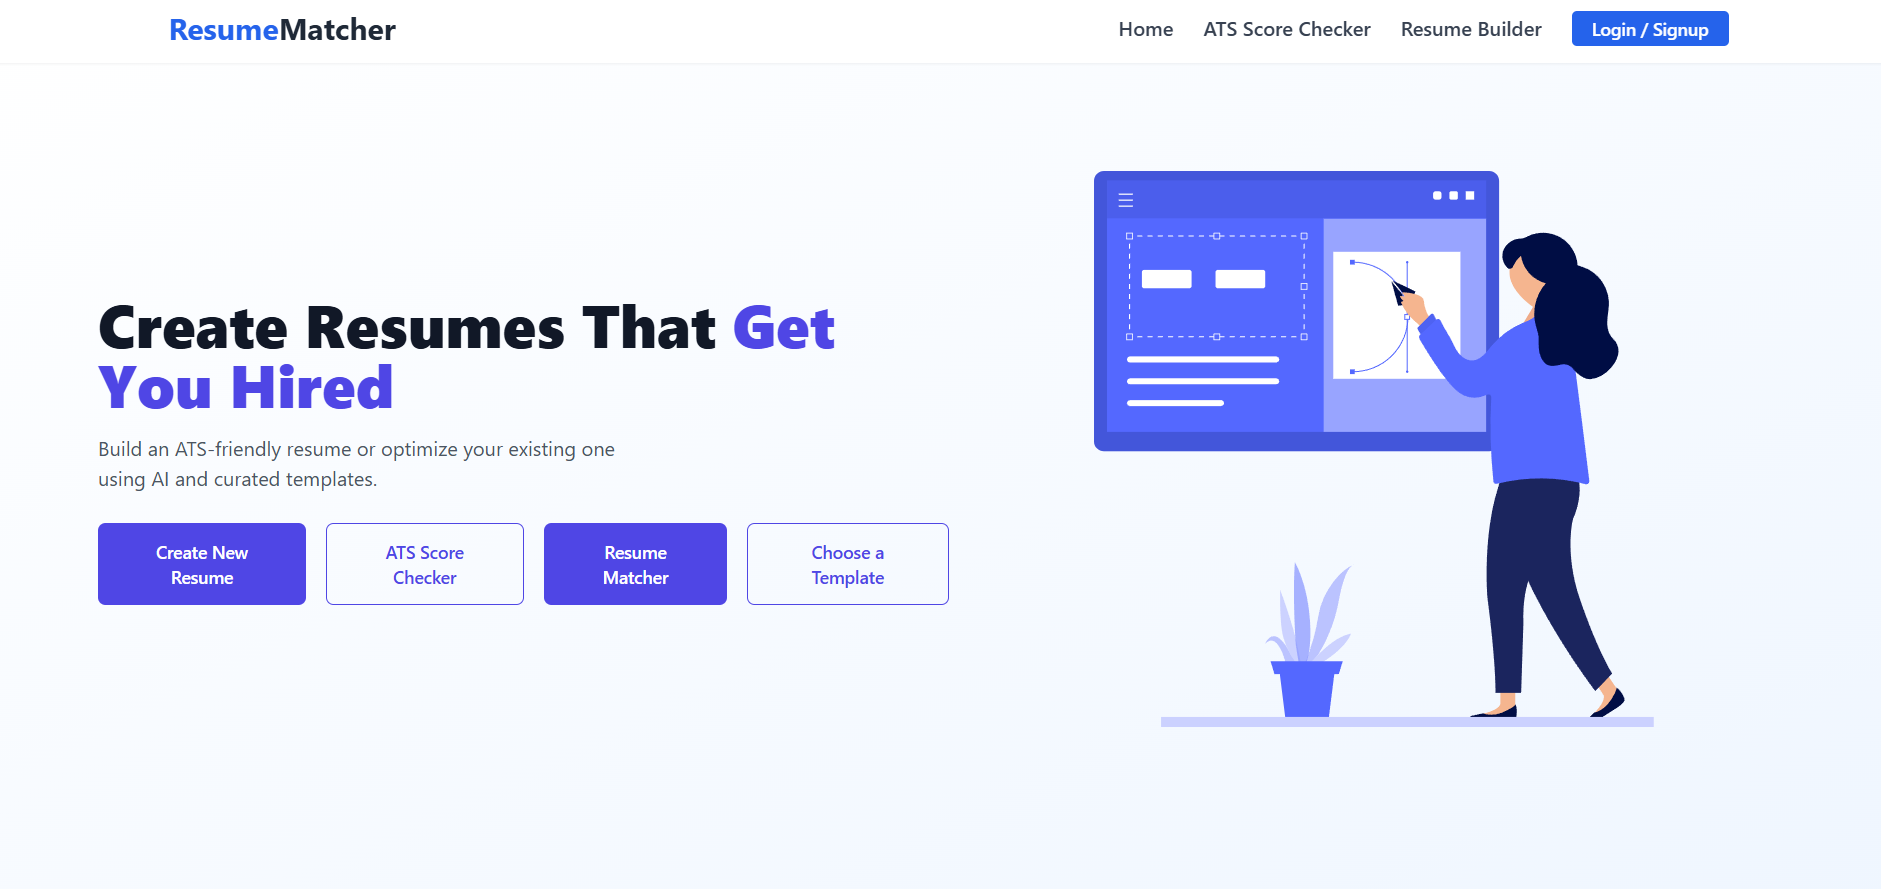 ResumeMatcher
Home
ATS Score Checker
Resume Builder
Login / Signup
Create Resumes That Get
You Hired
Build an ATS-friendly resume or optimize your existing one
using AI and curated templates.
Create New
Resume
ATS Score
Checker
Resume
Matcher
Choose a
Template